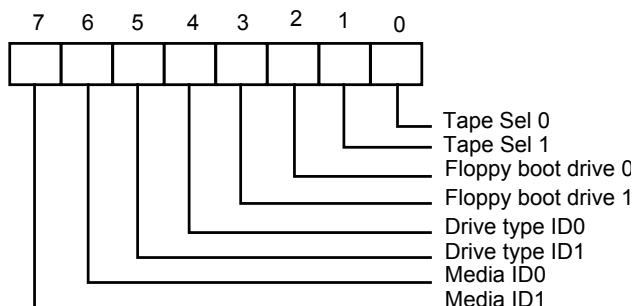 7 6 5 4 3 2 1 0
Tape Sel 0
Tape Sel 1
Floppy boot drive 0
Floppy boot drive 1
Drive type ID0
Drive type ID1
Media ID0
Media ID1